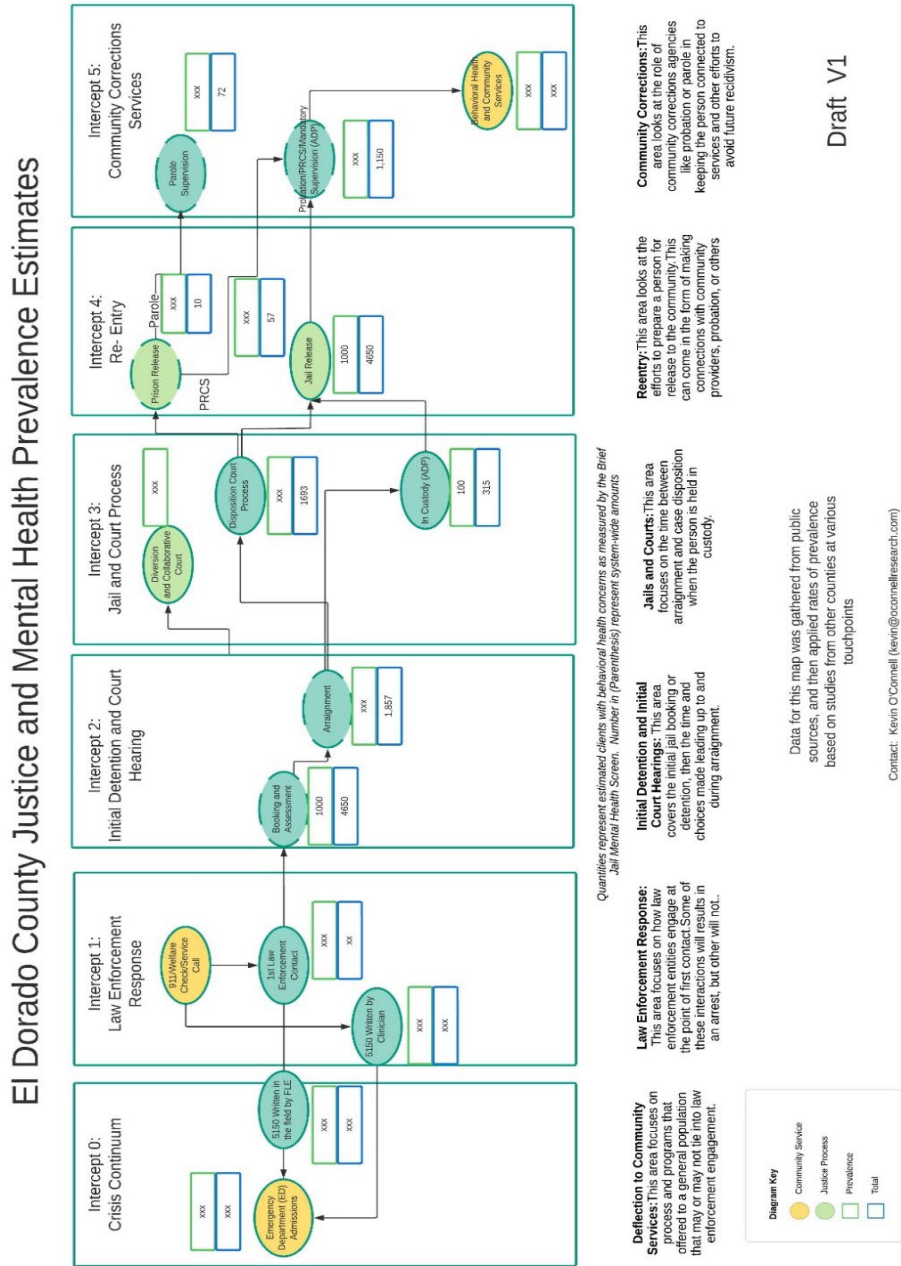 El Dorado County Justice and Mental Health Prevalence Estimates
Intercept 0:
Crisis Continuum
xxx
xxx
Emergency
Department (ED)
Admissions
5150 Written in
the field by FLE
xxx
xxx
Intercept 1:
Law Enforcement
Response
911/Welfare
Check/Service
Call
1st Law
Enforcement
Contact
xxx
xx
5150 Written by
Clinician
xxx
xxx
Intercept 2:
Initial Detention and Court
Hearing
Booking and
Assessment
1000
4650
Arraignment
xxx
1,857
Intercept 3:
Jail and Court Process
Diversion
and Collaborative
Court
xxx
Disposition Court
Process
xxx
1693
In Custody (ADP)
100
315
Intercept 4:
Re- Entry
Prison Release
Parole
xxx
10
PRCS
xxx
57
Jail Release
1000
4650
Intercept 5:
Community Corrections
Services
Parole
Supervision
xxx
72
Probation/PRCS/Mandatory
Supervision (ADP)
xxx
1,150
Behavioral Health
and Community
Services
xxx
xxx
Quantities represent estimated clients with behavioral health concerns as measured by the Brief
Jail Mental Health Screen. Number in (Parenthesis) represent system-wide amounts
Deflection to Community
Services:This area focuses on
process and programs that
offered to a general population
that may or may not tie into law
enforcement engagement.
Law Enforcement Response:
This area focuses on how law
enforcement entities engage at
the point of first contact.Some of
these interactions will results in
an arrest, but other will not..
Initial Detention and Initial
Court Hearings: This area
covers the initial jail booking or
detention, then the time and
choices made leading up to and
during arraignment.
Jails and Courts:This area
focuses on the time between
arraignment and case disposition
when the person is held in
custody.
Reentry:This area looks at the
efforts to prepare a person for
release to the community.This
can come in the form of making
connections with community
providers, probation, or others
Community Corrections:This
area looks at the role of
community corrections agencies
like probation or parole in
keeping the person connected to
services and other efforts to
avoid future recidivism.
Diagram Key
Community Service
Justice Process
Prevalence
Total
Data for this map was gathered from public
sources, and then applied rates of prevalence
based on studies from other counties at various
touchpoints
Contact: Kevin O'Connell (kevin@oconnellresearch.com)
Draft V1